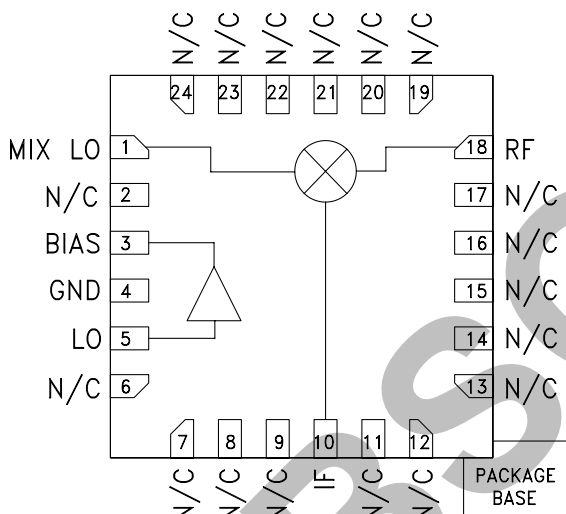 N/C N/C N/C N/C N/C N/C
24 23 22 21 20 19
MIX LO 1 18 RF
N/C 2 17 N/C
BIAS 3 16 N/C
GND 4 15 N/C
LO 5 14 N/C
N/C 6 13 N/C
7 8 9 10 11 12
N/C N/C N/C IF N/C N/C
PACKAGE
BASE